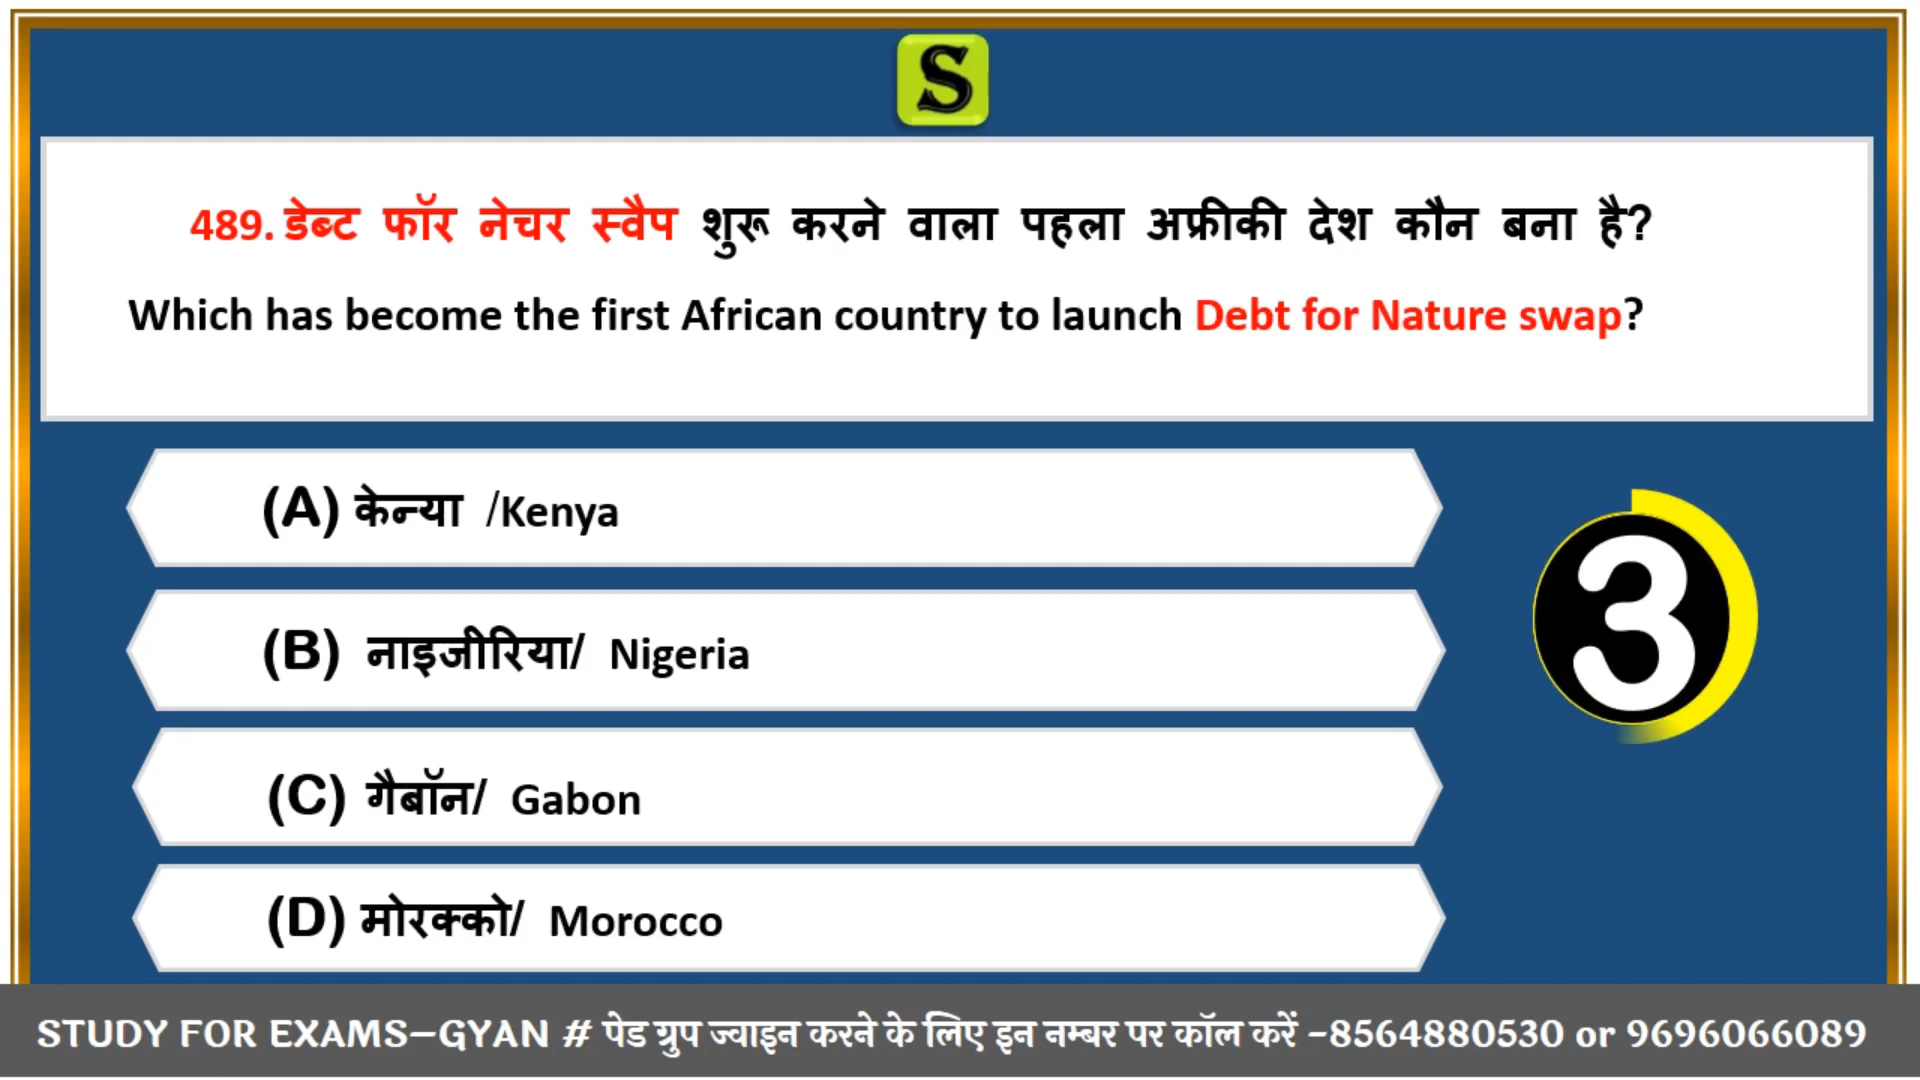 S
489. डेब्ट फॉर नेचर स्वैप शुरू करने वाला पहला अफ्रीकी देश कौन बना है?
Which has become the first African country to launch Debt for Nature swap?
(A) केन्या /Kenya
(B) नाइजीरिया/ Nigeria
3
(C) गैबॉन/ Gabon
(D) मोरक्को/ Morocco
STUDY FOR EXAMS–GYAN # पेड ग्रुप ज्वाइन करने के लिए इन नम्बर पर कॉल करें –8564880530 or 9696066089